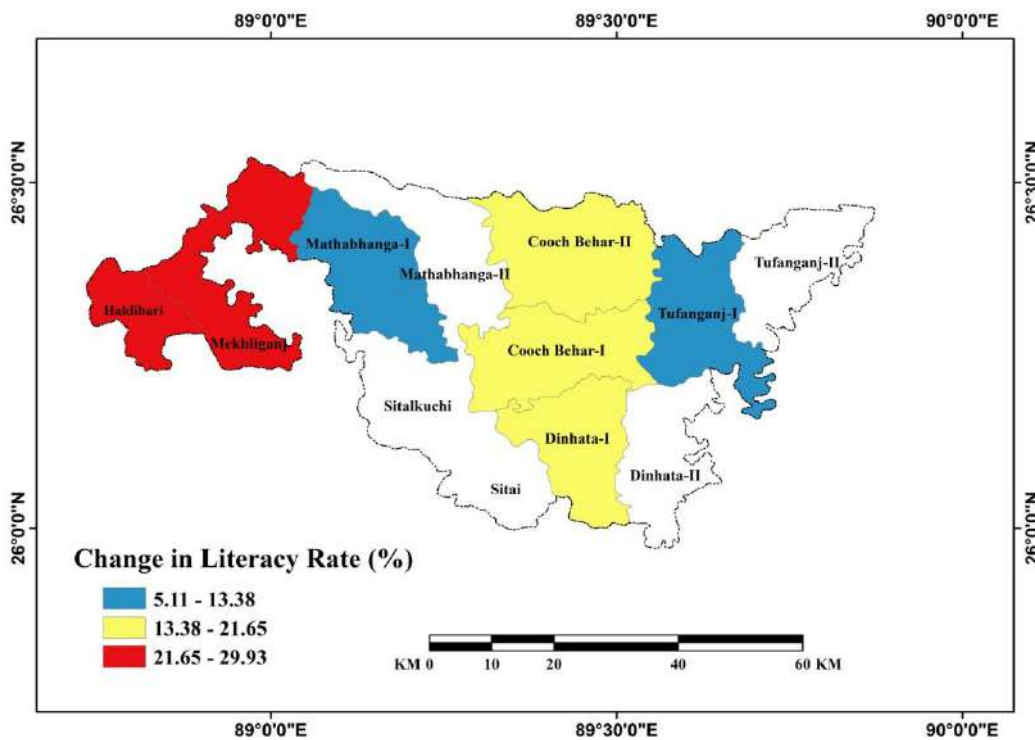 89°0'0"E 89°30'0"E 90°0'0"E
26°30'0"N 26°30'0"N
Cooch Behar-II
Mathabhanga-I
Tufanganj-II
Mathabhanga-II
Haldibari
Tufanganj-I
Mekhliganj
Cooch Behar-I
Sitalkuchi
Dinhata-I
Dinhata-II
Sitai
26°0'0"N 26°0'0"N
Change in Literacy Rate (%)
5.11 - 13.38
13.38 - 21.65
21.65 - 29.93
KM 0 10 20 40 60 KM
89°0'0"E 89°30'0"E 90°0'0"E